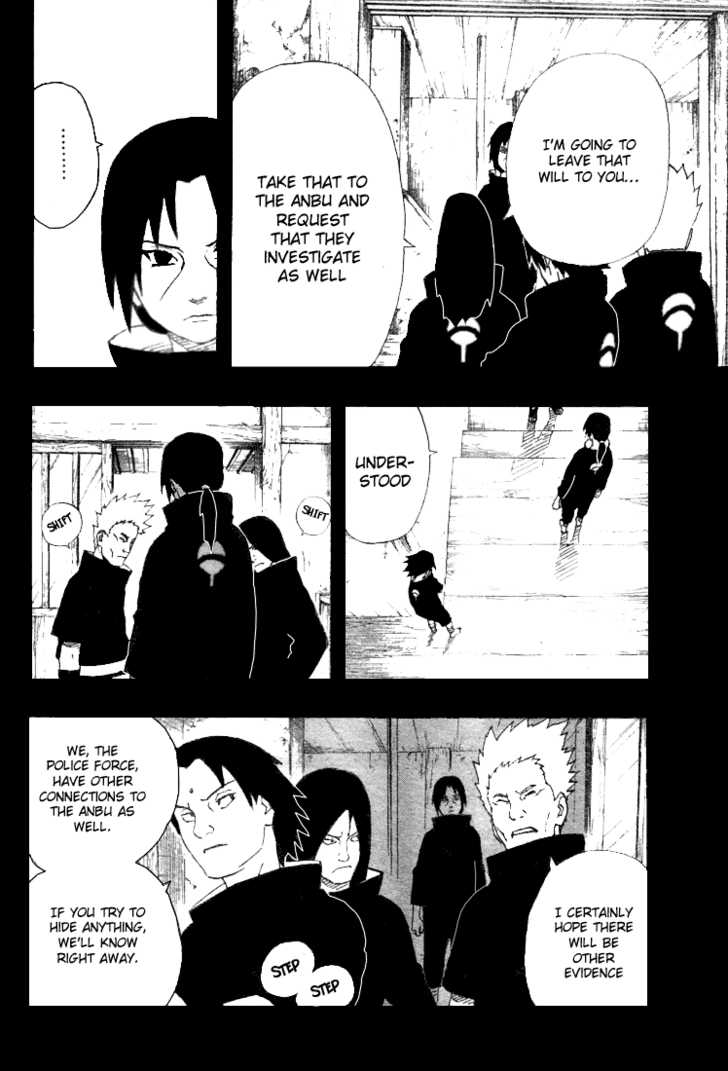 I'M GOING TO
LEAVE THAT
WILL TO YOU...
TAKE THAT TO
THE ANBU AND
REQUEST
THAT THEY
INVESTIGATE
AS WELL
.........
UNDER-
STOOD
SHIFT
SHIFT
I CERTAINLY
HOPE THERE
WILL BE
OTHER
EVIDENCE
WE, THE
POLICE FORCE,
HAVE OTHER
CONNECTIONS TO
THE ANBU AS
WELL.
IF YOU TRY TO
HIDE ANYTHING,
WE'LL KNOW
RIGHT AWAY.
STEP
STEP